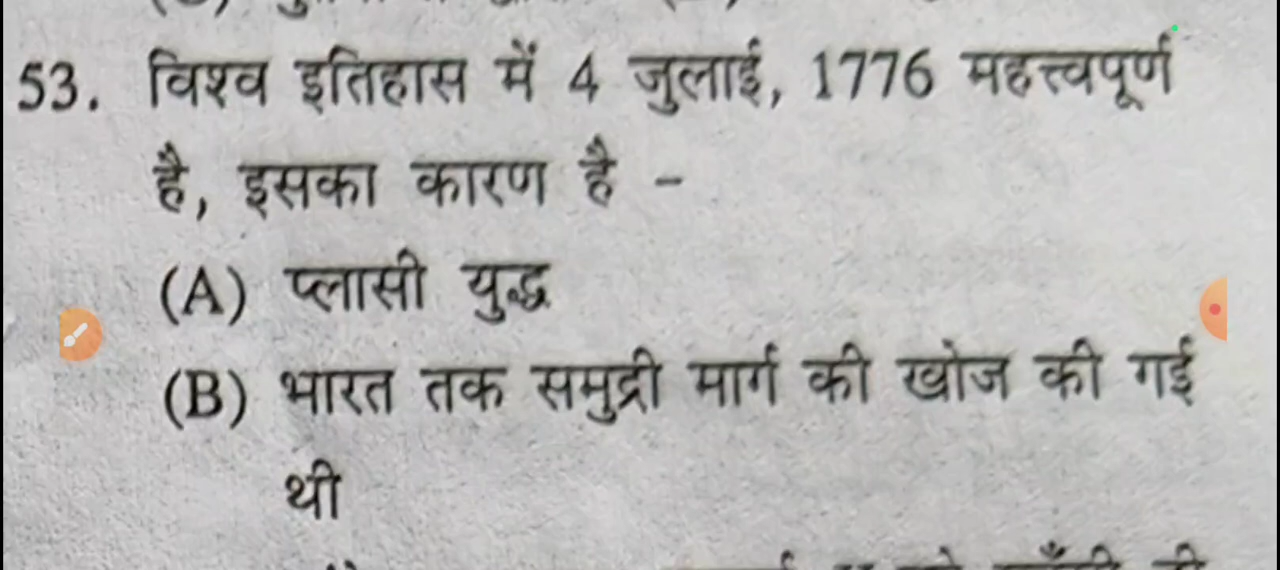 53. विश्व इतिहास में 4 जुलाई, 1776 महत्त्वपूर्ण
है, इसका कारण है -
(A) प्लासी युद्ध
(B) भारत तक समुद्री मार्ग की खोज की गई
थी